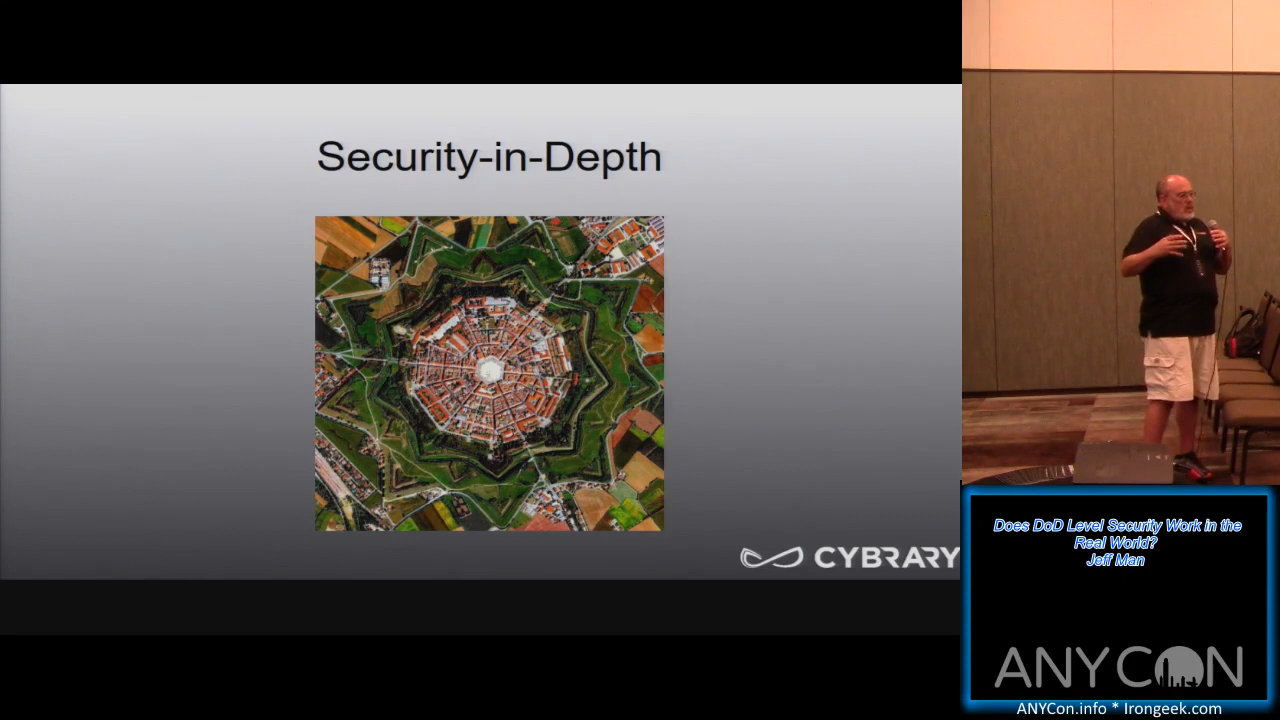 Security-in-Depth
CYBRARY
Does DoD Level Security Work in the
Real World?
Jeff Man
ANYCON
ANYCon.info * Irongeek.com